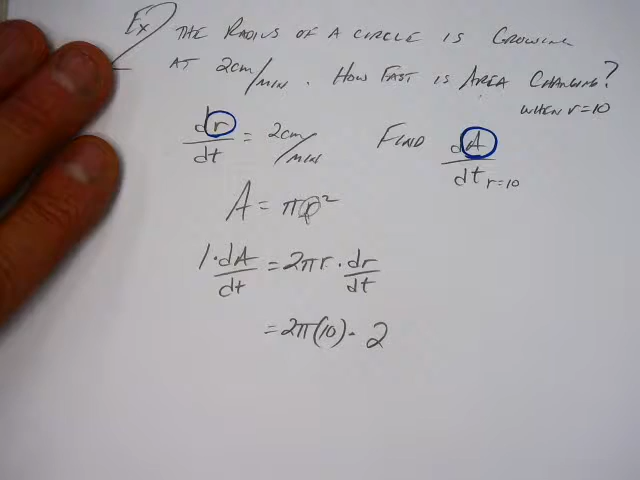 Ex) THE RADIUS OF A CIRCLE IS GROWING
AT 2cm/MIN. HOW FAST IS AREA CHANGING?
WHEN r=10
dr/dt = 2cm/MIN FIND dA/dt r=10
A = πr²
1·dA/dt = 2πr · dr/dt
= 2π(10) · 2